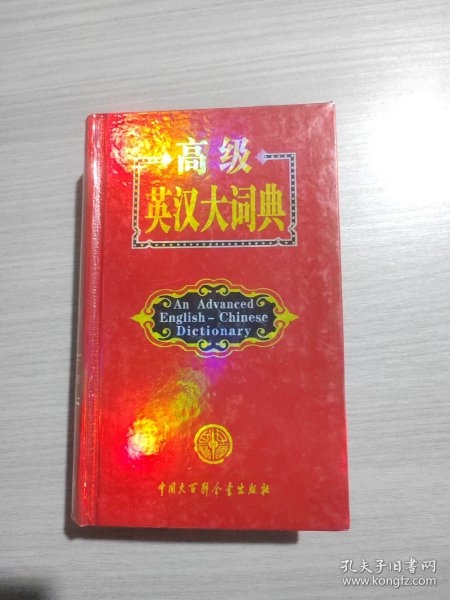 高级
英汉大词典
An Advanced
English-Chinese
Dictionary
中国大百科全书出版社
孔夫子旧书网
www.kongfz.com